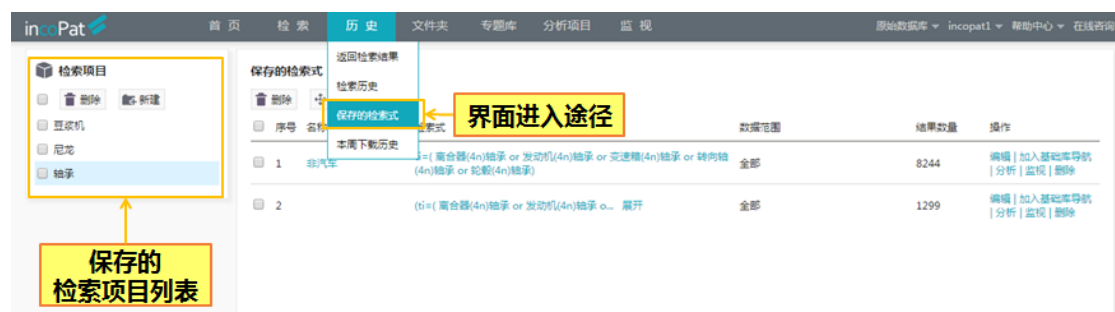 incoPat 首 页 检 索 历 史 文件夹 专题库 分析项目 监 视 原始数据库 incopat1 帮助中心 在线咨询
检索项目
删除 新建
豆浆机
尼龙
轴承
保存的
检索项目列表
返回检索结果
检索历史
保存的检索式
本周下载历史
界面进入途径
保存的检索式
删除
序号 名称 检索式 数据范围 结果数量 操作
1 非汽车 ti=( 离合器(4n)轴承 or 发动机(4n)轴承 or 变速箱(4n)轴承 or 转向轴 全部 8244 编辑 | 加入基础库导航
(4n)轴承 or 轮毂(4n)轴承) | 分析 | 监视 | 删除
2 (ti=( 离合器(4n)轴承 or 发动机(4n)轴承 o... 展开 全部 1299 编辑 | 加入基础库导航
| 分析 | 监视 | 删除